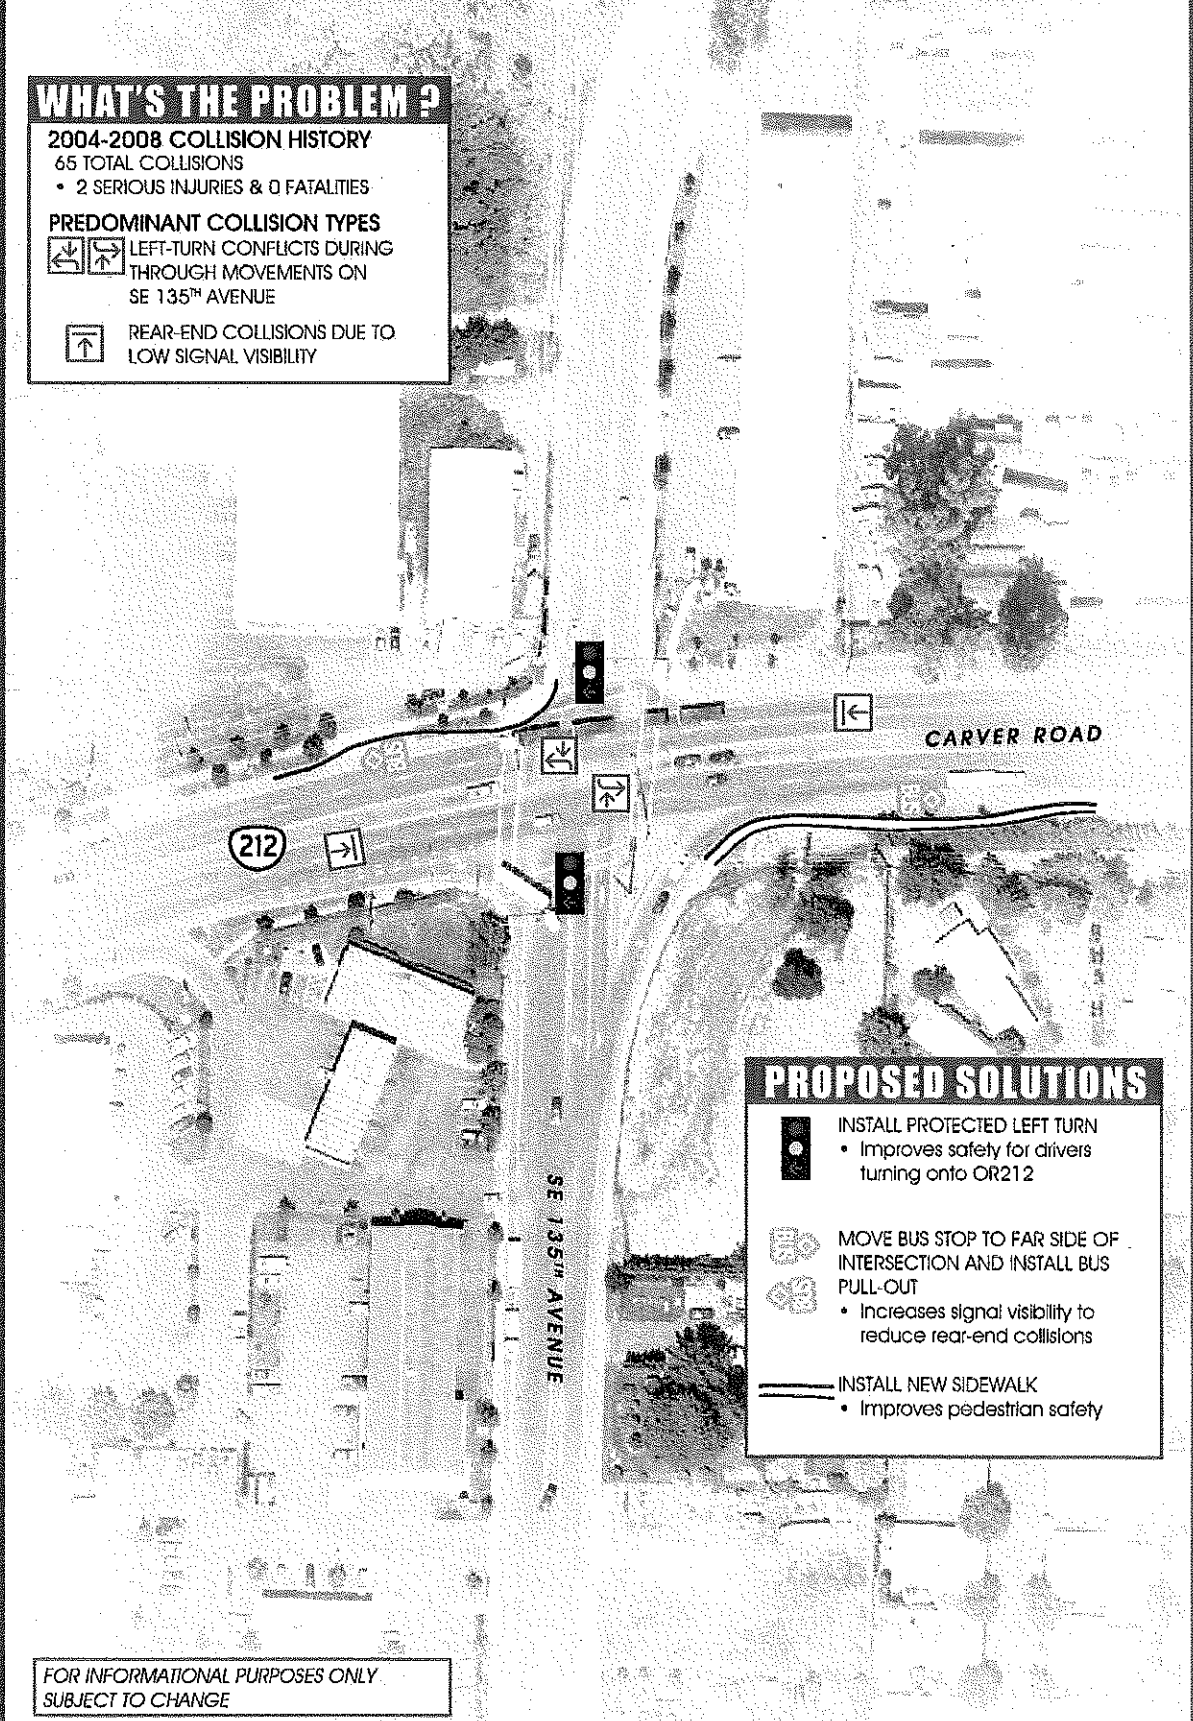 WHAT'S THE PROBLEM ?
2004-2008 COLLISION HISTORY
65 TOTAL COLLISIONS
• 2 SERIOUS INJURIES & 0 FATALITIES
PREDOMINANT COLLISION TYPES
LEFT-TURN CONFLICTS DURING
THROUGH MOVEMENTS ON
SE 135TH AVENUE
REAR-END COLLISIONS DUE TO
LOW SIGNAL VISIBILITY
BUS
CARVER ROAD
BUS
212
SE 135TH AVENUE
PROPOSED SOLUTIONS
INSTALL PROTECTED LEFT TURN
• Improves safety for drivers
turning onto OR212
BUS
BUS
MOVE BUS STOP TO FAR SIDE OF
INTERSECTION AND INSTALL BUS
PULL-OUT
• Increases signal visibility to
reduce rear-end collisions
INSTALL NEW SIDEWALK
• Improves pedestrian safety
FOR INFORMATIONAL PURPOSES ONLY
SUBJECT TO CHANGE